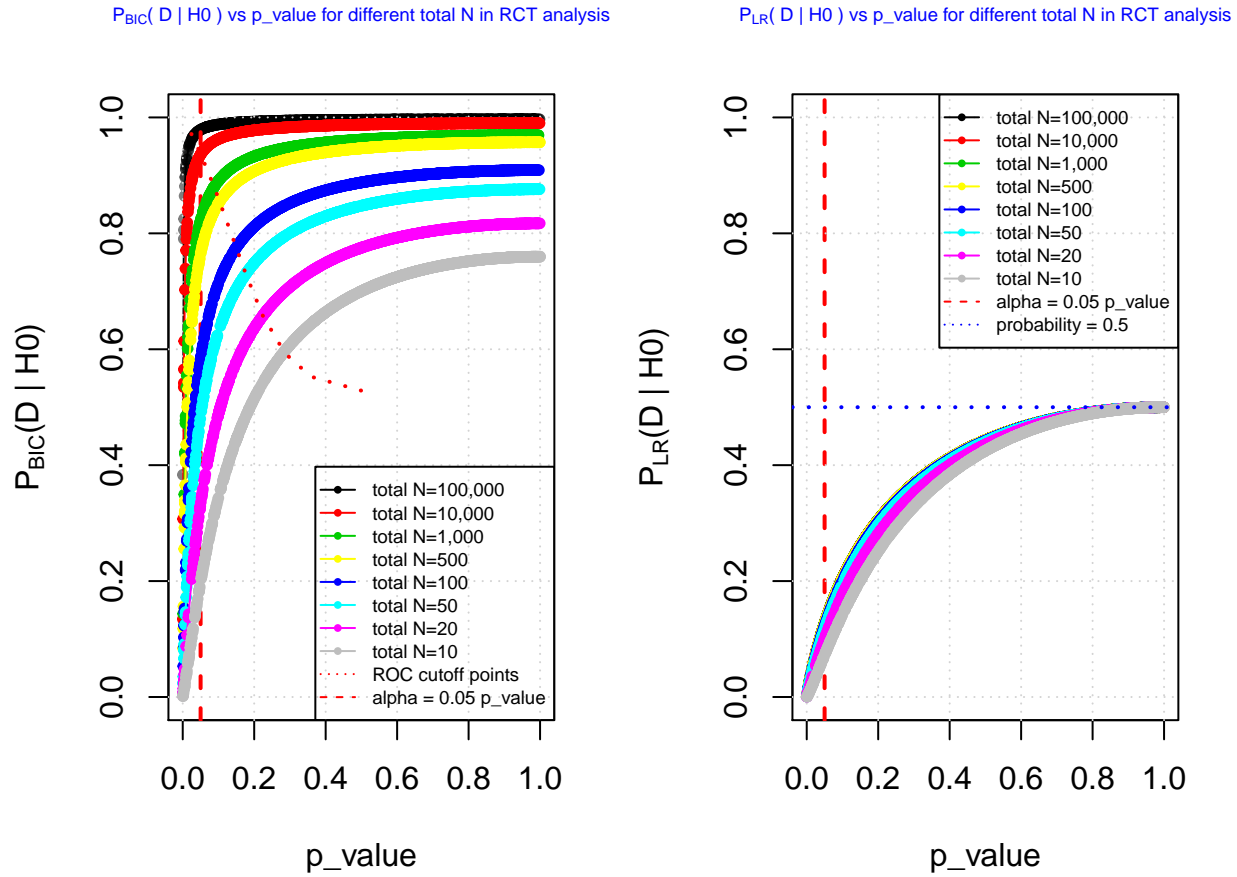 P_BIC( D | H0 ) vs p_value for different total N in RCT analysis
1.0
0.8
0.6
0.4
0.2
0.0
P_BIC(D | H0)
total N=100,000
total N=10,000
total N=1,000
total N=500
total N=100
total N=50
total N=20
total N=10
ROC cutoff points
alpha = 0.05 p_value
0.0 0.2 0.4 0.6 0.8 1.0
p_value
P_LR( D | H0 ) vs p_value for different total N in RCT analysis
1.0
0.8
0.6
0.4
0.2
0.0
P_LR(D | H0)
total N=100,000
total N=10,000
total N=1,000
total N=500
total N=100
total N=50
total N=20
total N=10
alpha = 0.05 p_value
probability = 0.5
0.0 0.2 0.4 0.6 0.8 1.0
p_value